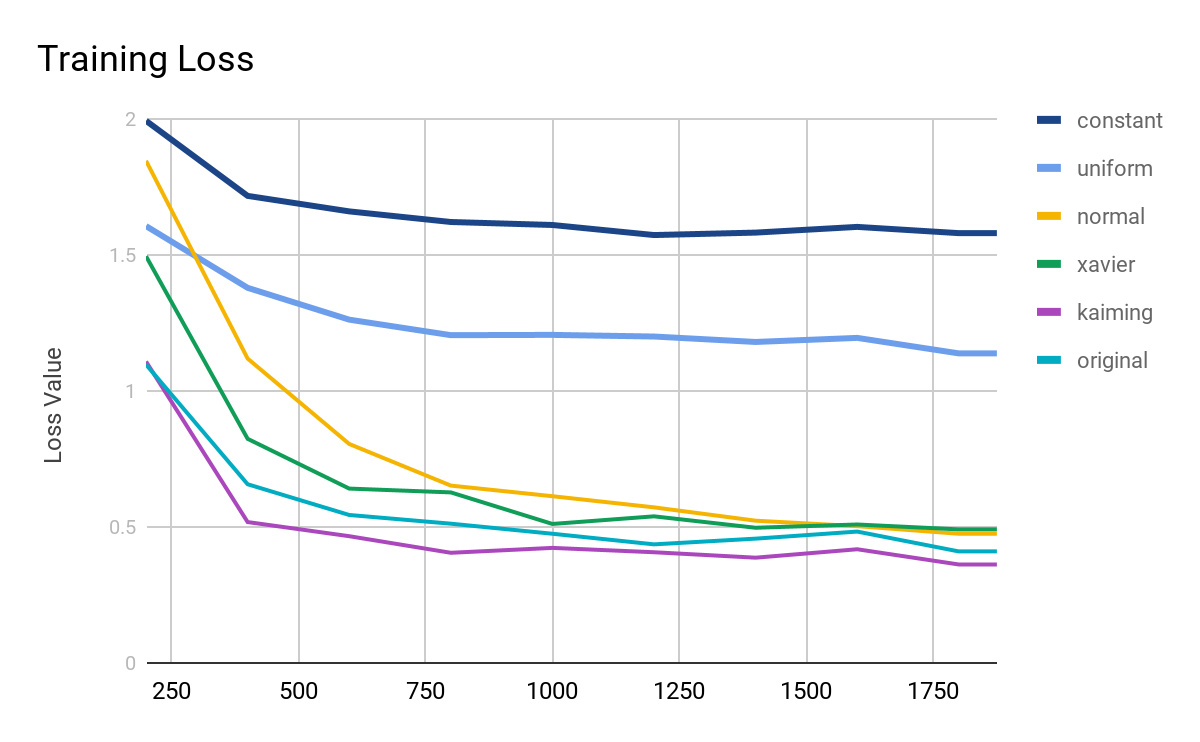 Training Loss
Loss Value
2
1.5
1
0.5
0
250 500 750 1000 1250 1500 1750
constant
uniform
normal
xavier
kaiming
original